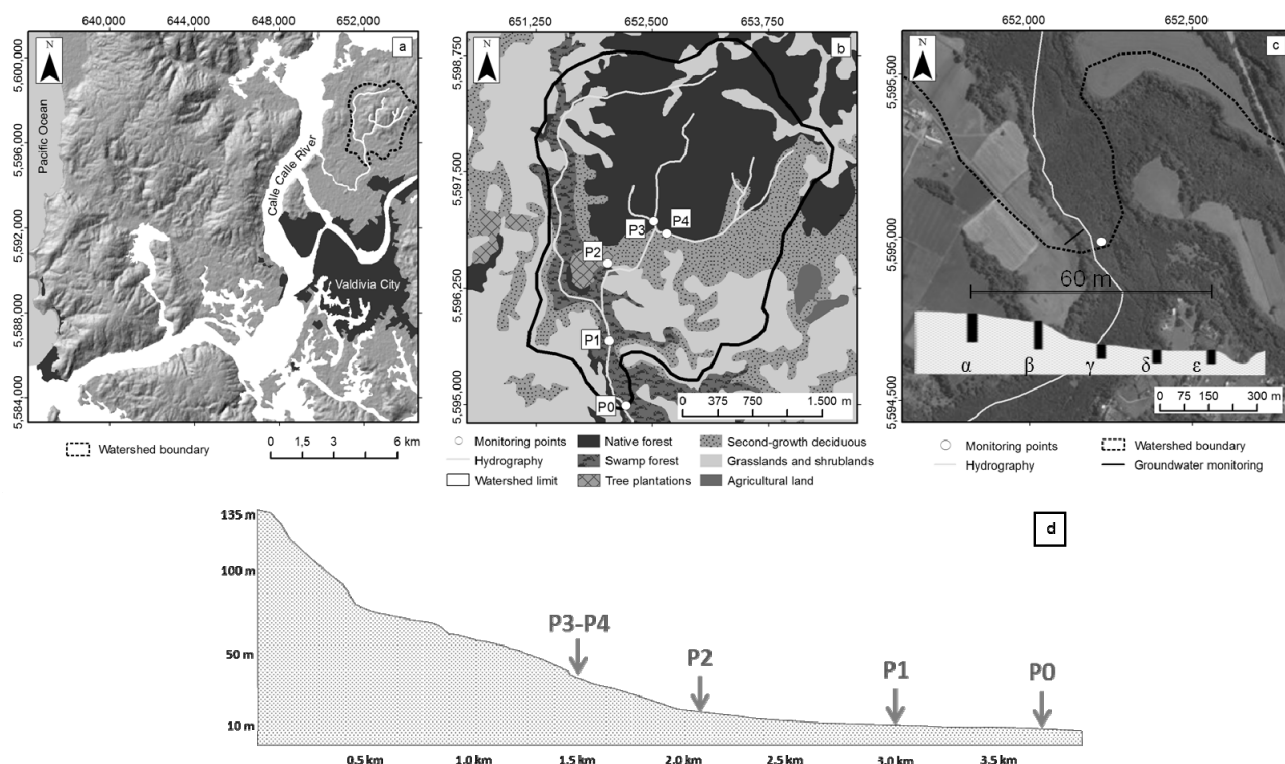 640,000 644,000 648,000 652,000
5,600,000
5,596,000
5,592,000
5,588,000
5,584,000
N
a
Pacific Ocean
Calle Calle River
Valdivia City
Watershed boundary
0 1,5 3 6 km
651,250 652,500 653,750
5,598,750
5,597,500
5,596,250
5,595,000
N
b
P3
P4
P2
P1
P0
0 375 750 1.500 m
Monitoring points
Hydrography
Watershed limit
Native forest
Swamp forest
Tree plantations
Second-growth deciduous
Grasslands and shrublands
Agricultural land
652,000 652,500
5,595,500
5,595,000
5,594,500
N
c
60 m
α β γ δ ε
0 75 150 300 m
Monitoring points
Hydrography
Watershed boundary
Groundwater monitoring
d
135 m
100 m
50 m
10 m
P3-P4
P2
P1
P0
0.5 km 1.0 km 1.5 km 2.0 km 2.5 km 3.0 km 3.5 km